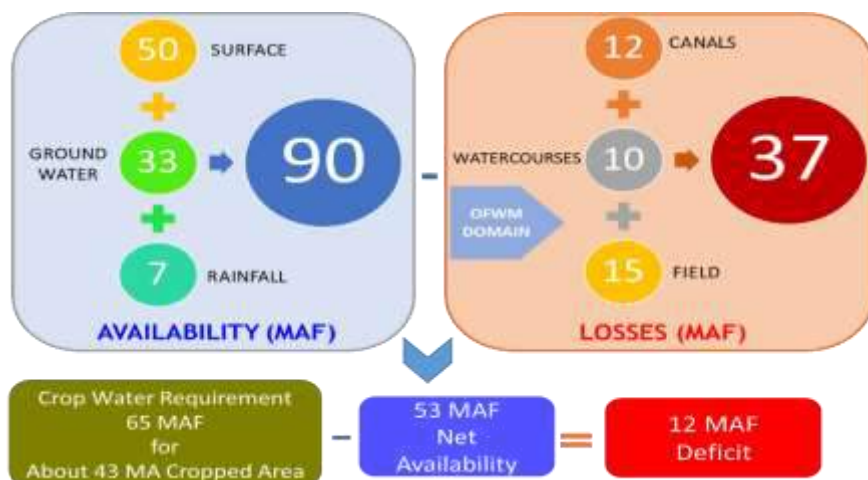 50
SURFACE
GROUND
WATER
33
90
7
RAINFALL
AVAILABILITY (MAF)
-
12
CANALS
WATERCOURSES
10
37
OFWM
DOMAIN
15
FIELD
LOSSES (MAF)
Crop Water Requirement
65 MAF
for
About 43 MA Cropped Area
-
53 MAF
Net
Availability
=
12 MAF
Deficit